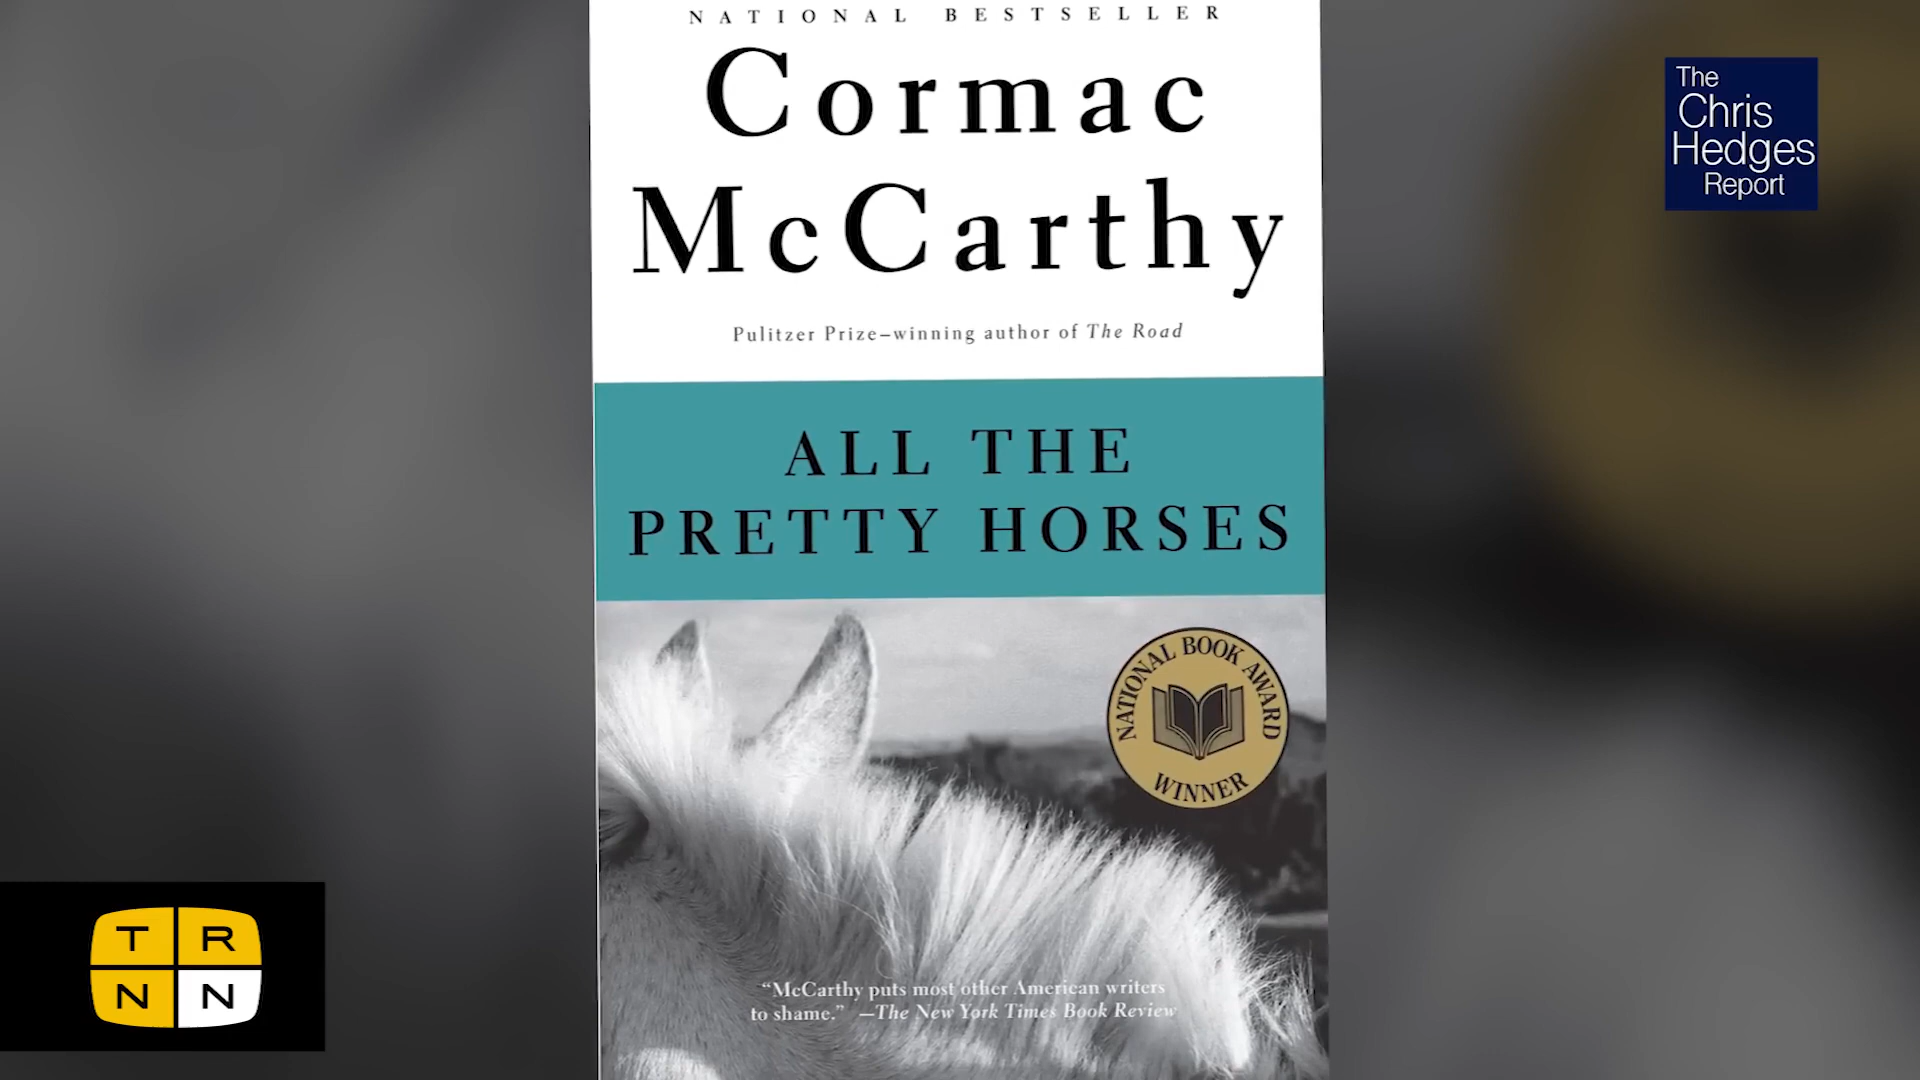 NATIONAL BESTSELLER
Cormac
McCarthy
Pulitzer Prize–winning author of The Road
ALL THE
PRETTY HORSES
NATIONAL BOOK AWARD
WINNER
“McCarthy puts most other American writers
to shame.” —The New York Times Book Review
The
Chris
Hedges
Report
T R
N N